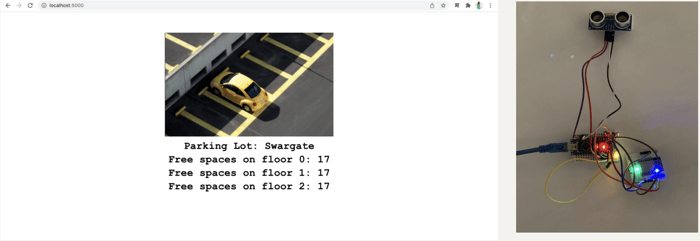 localhost:5000
Parking Lot: Swargate
Free spaces on floor 0: 17
Free spaces on floor 1: 17
Free spaces on floor 2: 17